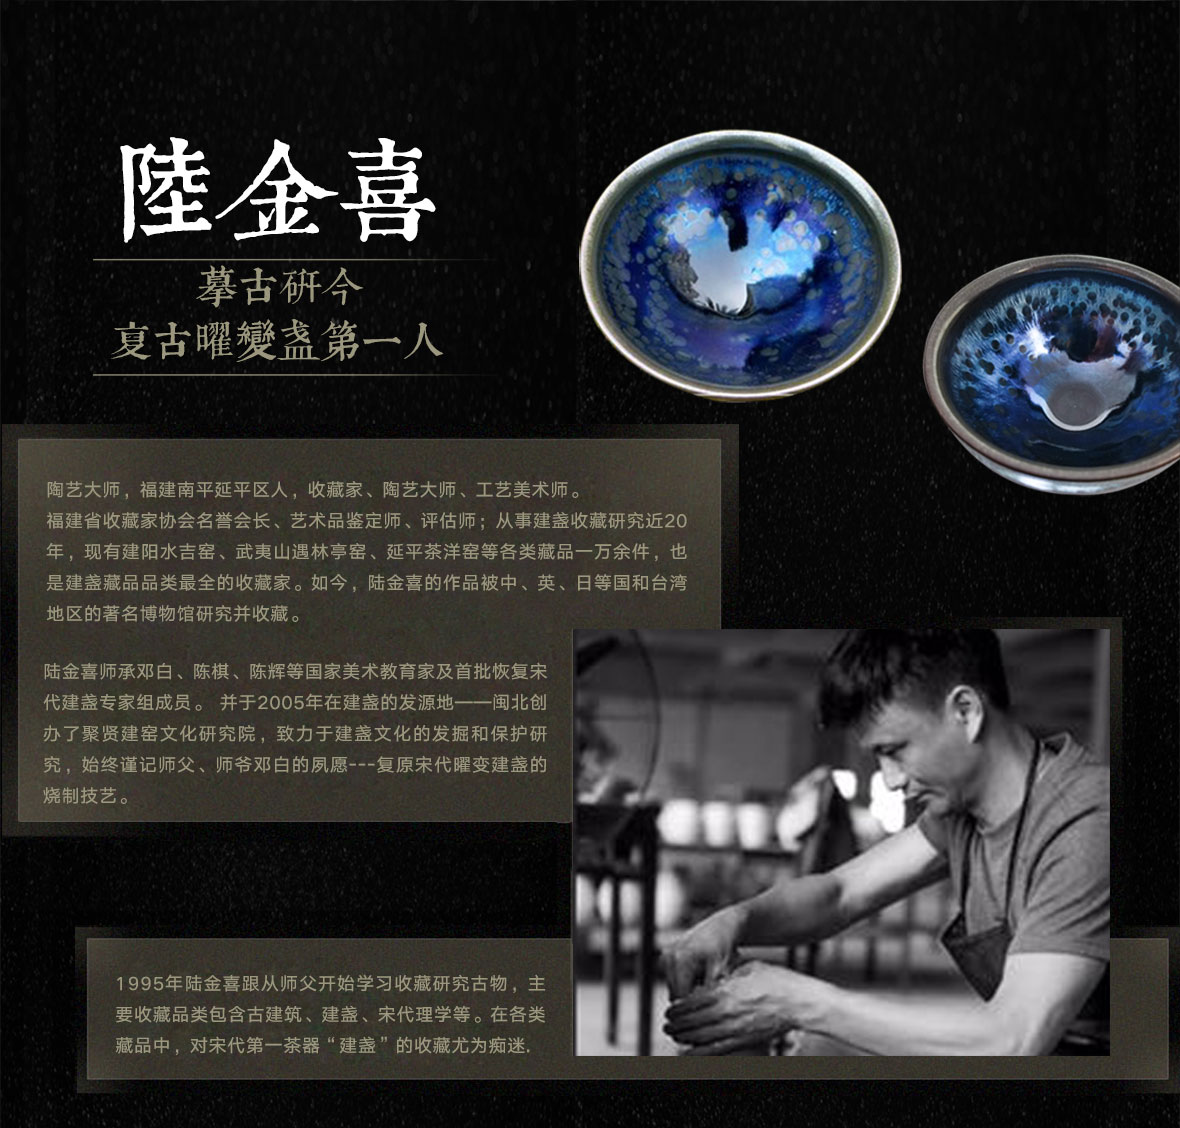 陸金喜
摹古研今
夐古曜變盞第一人
陶艺大师，福建南平延平区人，收藏家、陶艺大师、工艺美术师。
福建省收藏家协会名誉会长、艺术品鉴定师、评估师；从事建盏收藏研究近20
年，现有建阳水吉窑、武夷山遇林亭窑、延平茶洋窑等各类藏品一万余件，也
是建盏藏品品类最全的收藏家。如今，陆金喜的作品被中、英、日等国和台湾
地区的著名博物馆研究并收藏。
陆金喜师承邓白、陈棋、陈辉等国家美术教育家及首批恢复宋
代建盏专家组成员。 并于2005年在建盏的发源地——闽北创
办了聚贤建窑文化研究院，致力于建盏文化的发掘和保护研
究，始终谨记师父、师爷邓白的夙愿---复原宋代曜变建盏的
烧制技艺。
1995年陆金喜跟从师父开始学习收藏研究古物，主
要收藏品类包含古建筑、建盏、宋代理学等。在各类
藏品中，对宋代第一茶器“建盏”的收藏尤为痴迷.